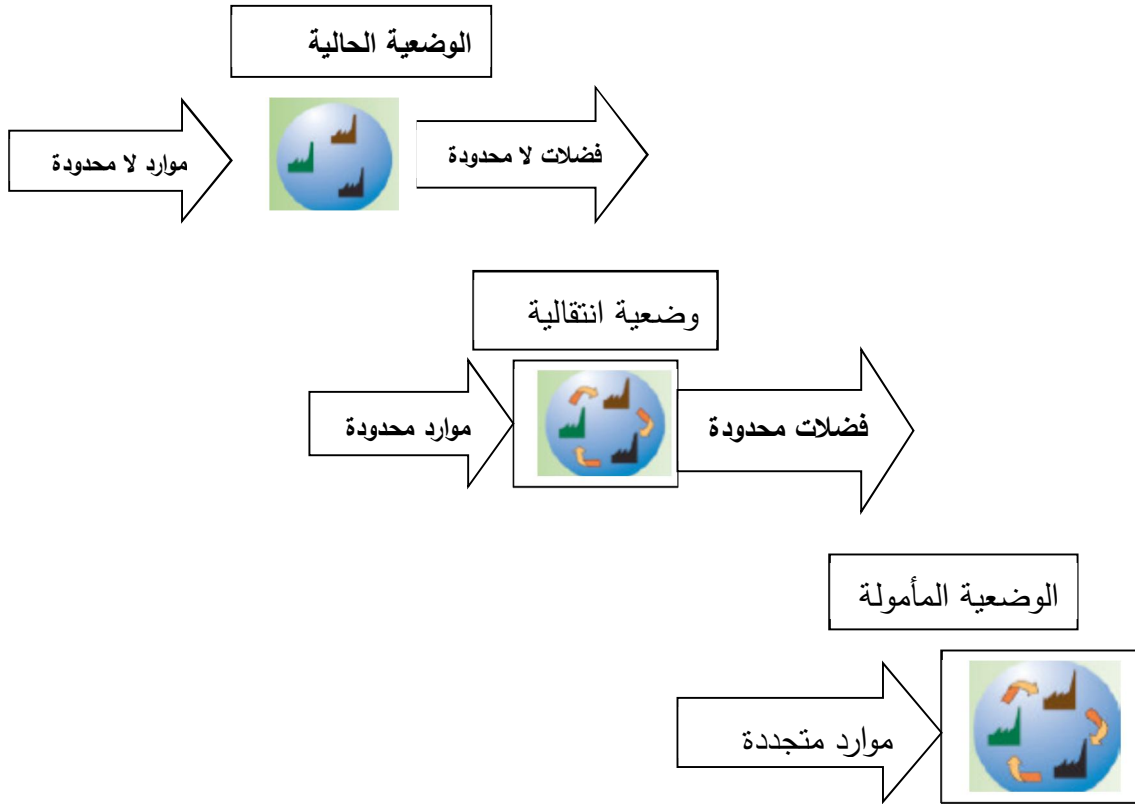 الوضعية الحالية
موارد لا محدودة
فضلات لا محدودة
وضعية انتقالية
موارد محدودة
فضلات محدودة
الوضعية المأمولة
موارد متجددة